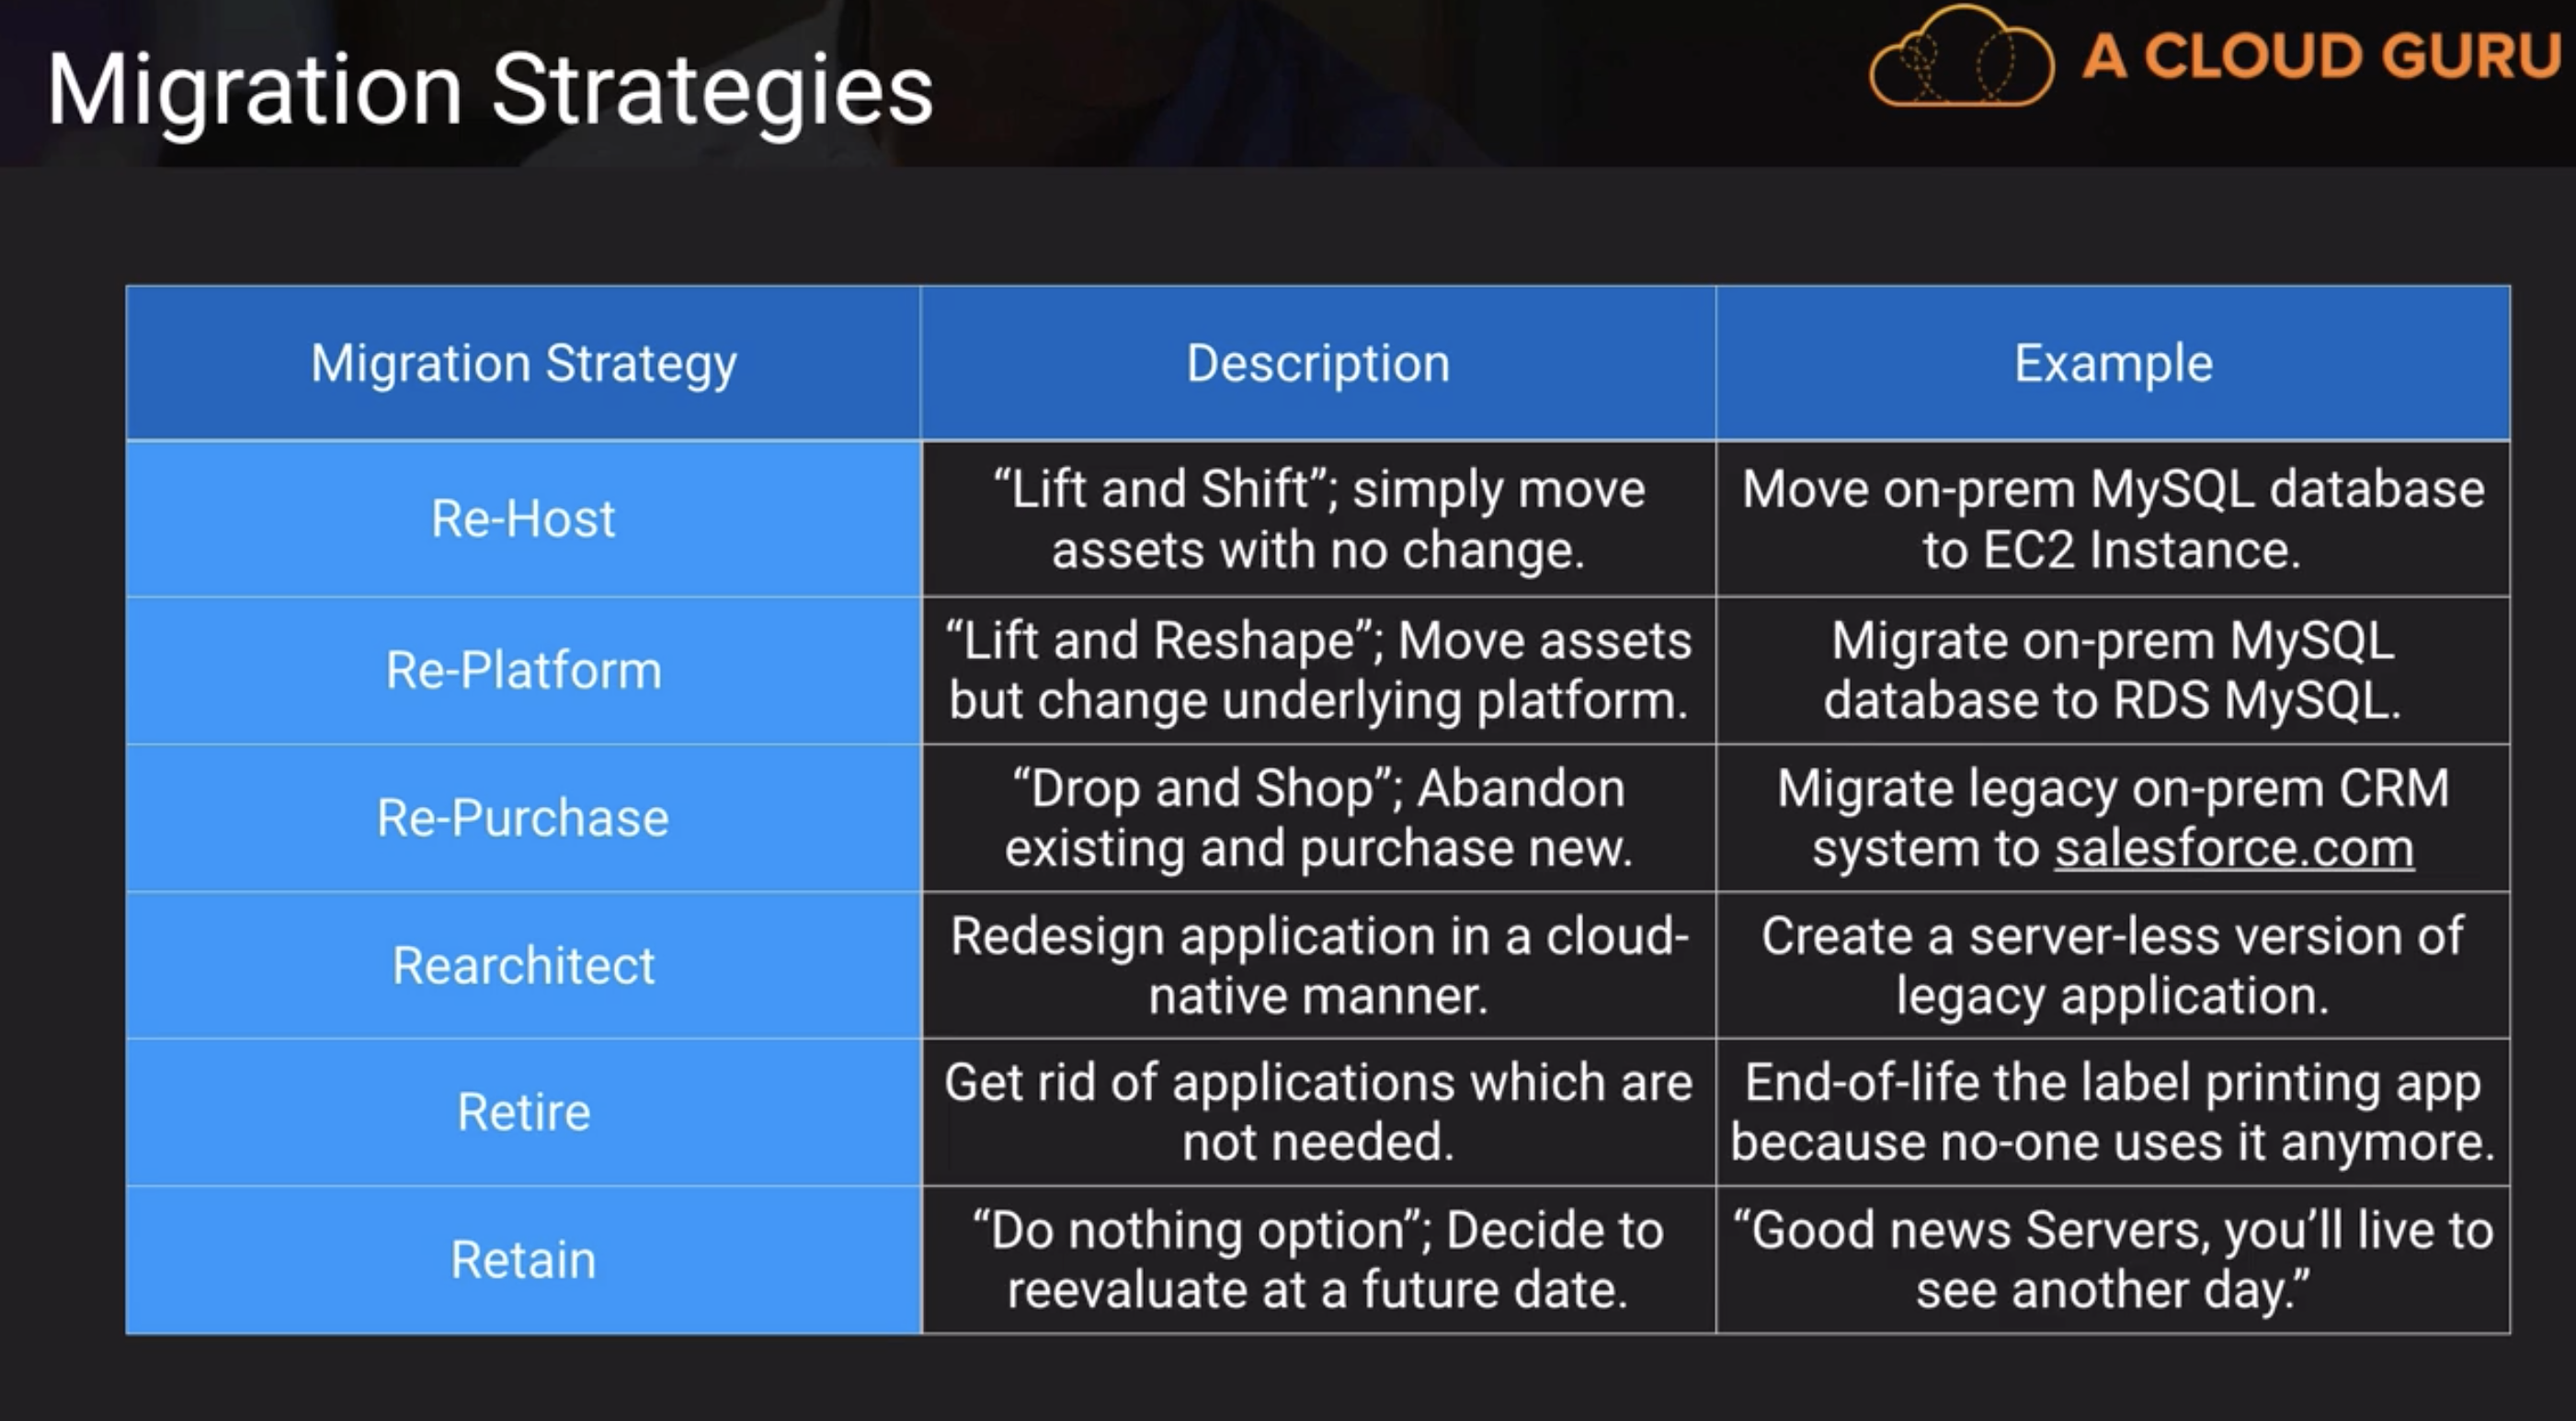 Migration Strategies
A CLOUD GURU
Migration Strategy
Description
Example
Re-Host
“Lift and Shift”; simply move
assets with no change.
Move on-prem MySQL database
to EC2 Instance.
Re-Platform
“Lift and Reshape”; Move assets
but change underlying platform.
Migrate on-prem MySQL
database to RDS MySQL.
Re-Purchase
“Drop and Shop”; Abandon
existing and purchase new.
Migrate legacy on-prem CRM
system to salesforce.com
Rearchitect
Redesign application in a cloud-
native manner.
Create a server-less version of
legacy application.
Retire
Get rid of applications which are
not needed.
End-of-life the label printing app
because no-one uses it anymore.
Retain
“Do nothing option”; Decide to
reevaluate at a future date.
“Good news Servers, you’ll live to
see another day.”